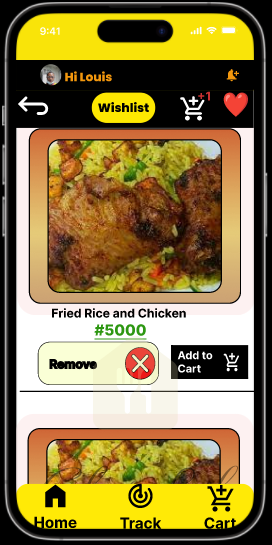 9:41
Hi Louis
Wishlist
+1
Fried Rice and Chicken
#5000
Remove
Add to
Cart
Home
Track
Cart